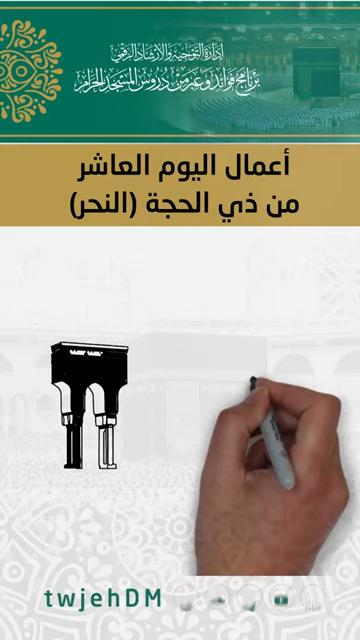 إدارة التوجيه والإرشاد الرقمي
برنامج فوائد وعبر من دروس المسجد الحرام
أعمال اليوم العاشر
من ذي الحجة (النحر)
twjehDM